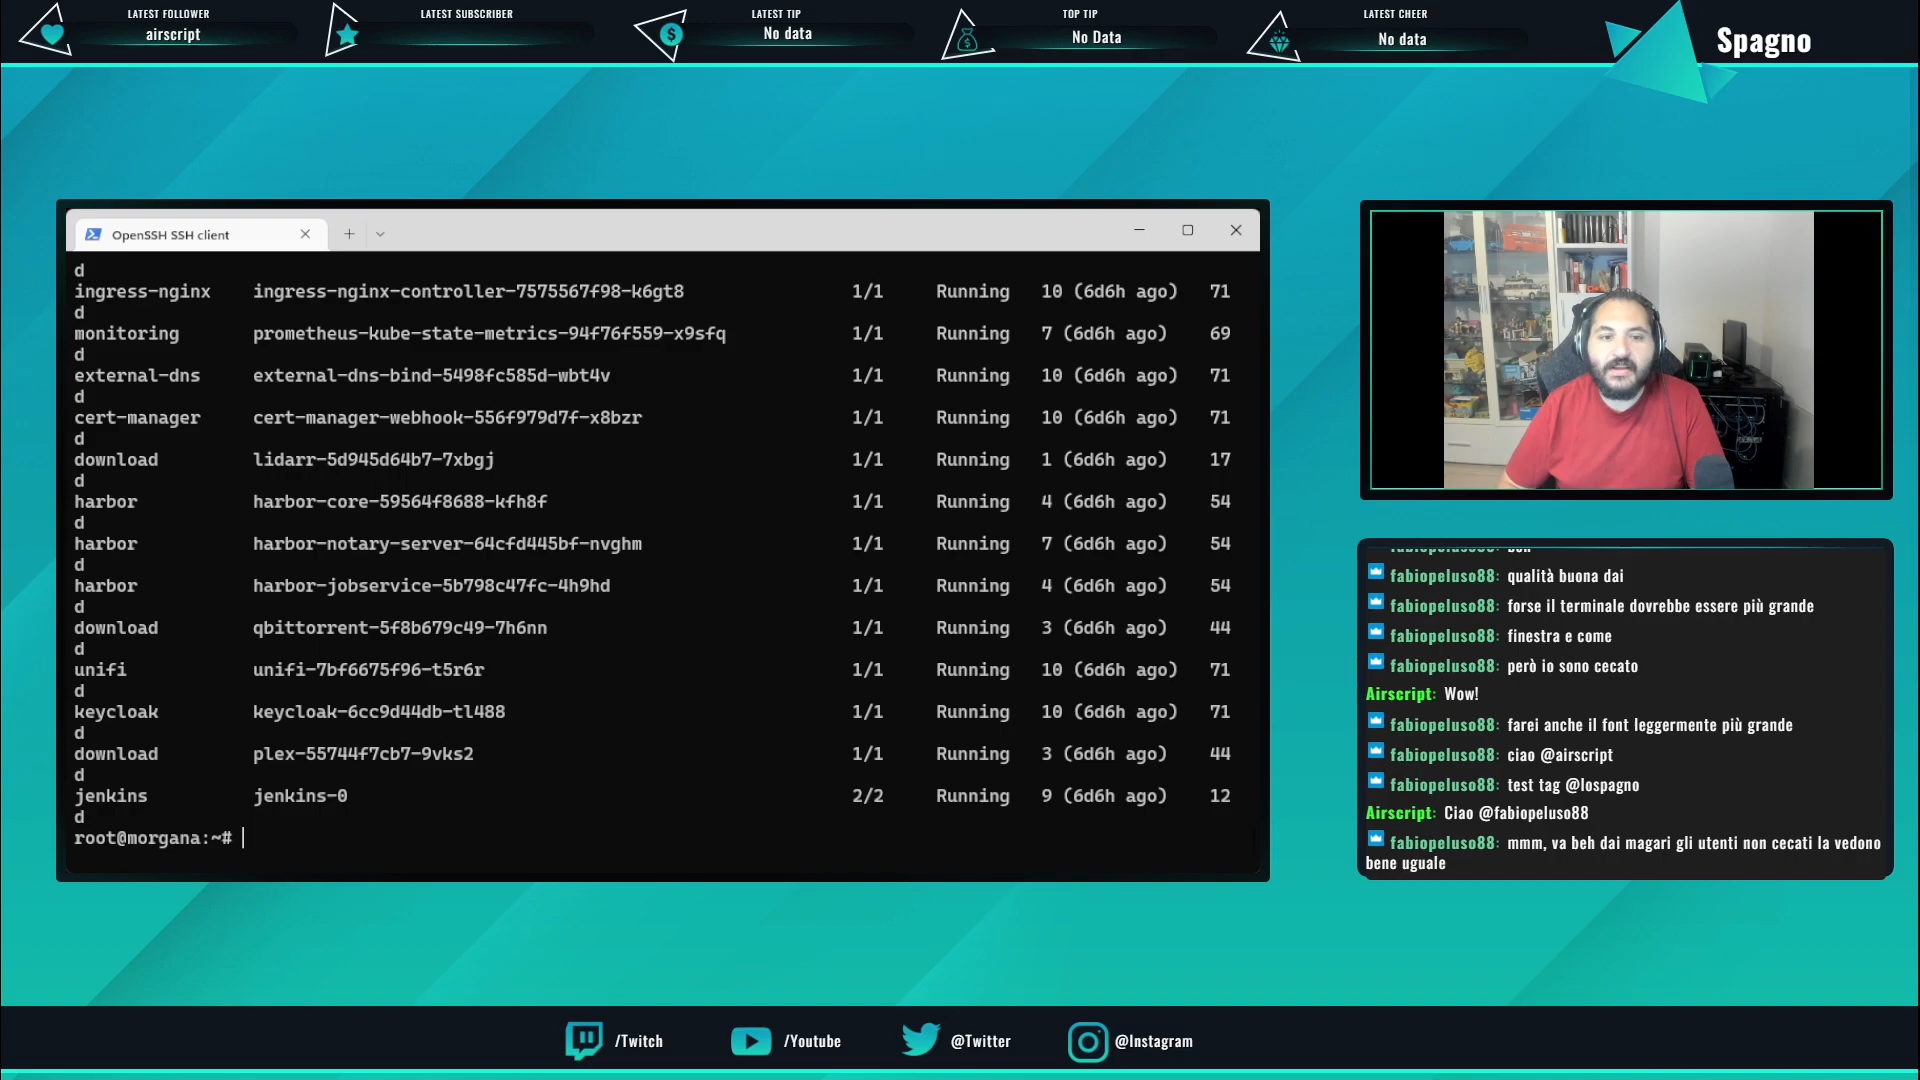 LATEST FOLLOWER
airscript
LATEST SUBSCRIBER
LATEST TIP
No data
TOP TIP
No Data
LATEST CHEER
No data
Spagno
OpenSSH SSH client
d
ingress-nginx ingress-nginx-controller-7575567f98-k6gt8 1/1 Running 10 (6d6h ago) 71
d
monitoring prometheus-kube-state-metrics-94f76f559-x9sfq 1/1 Running 7 (6d6h ago) 69
d
external-dns external-dns-bind-5498fc585d-wbt4v 1/1 Running 10 (6d6h ago) 71
d
cert-manager cert-manager-webhook-556f979d7f-x8bzr 1/1 Running 10 (6d6h ago) 71
d
download lidarr-5d945d64b7-7xbgj 1/1 Running 1 (6d6h ago) 17
d
harbor harbor-core-59564f8688-kfh8f 1/1 Running 4 (6d6h ago) 54
d
harbor harbor-notary-server-64cfd445bf-nvghm 1/1 Running 7 (6d6h ago) 54
d
harbor harbor-jobservice-5b798c47fc-4h9hd 1/1 Running 4 (6d6h ago) 54
d
download qbittorrent-5f8b679c49-7h6nn 1/1 Running 3 (6d6h ago) 44
d
unifi unifi-7bf6675f96-t5r6r 1/1 Running 10 (6d6h ago) 71
d
keycloak keycloak-6cc9d44db-tl488 1/1 Running 10 (6d6h ago) 71
d
download plex-55744f7cb7-9vks2 1/1 Running 3 (6d6h ago) 44
d
jenkins jenkins-0 2/2 Running 9 (6d6h ago) 12
d
root@morgana:~#
fabiopeluso88: qualità buona dai
fabiopeluso88: forse il terminale dovrebbe essere più grande
fabiopeluso88: finestra e come
fabiopeluso88: però io sono cecato
Airscript: Wow!
fabiopeluso88: farei anche il font leggermente più grande
fabiopeluso88: ciao @airscript
fabiopeluso88: test tag @lospagno
Airscript: Ciao @fabiopeluso88
fabiopeluso88: mmm, va beh dai magari gli utenti non cecati la vedono
bene uguale
/Twitch
/Youtube
@Twitter
@Instagram